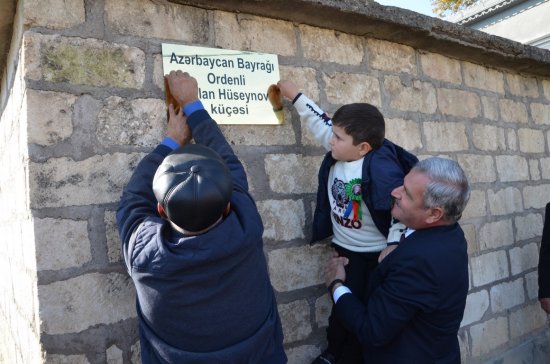 Azərbaycan Bayrağı
Ordenli
Hüseynov
küçəsi